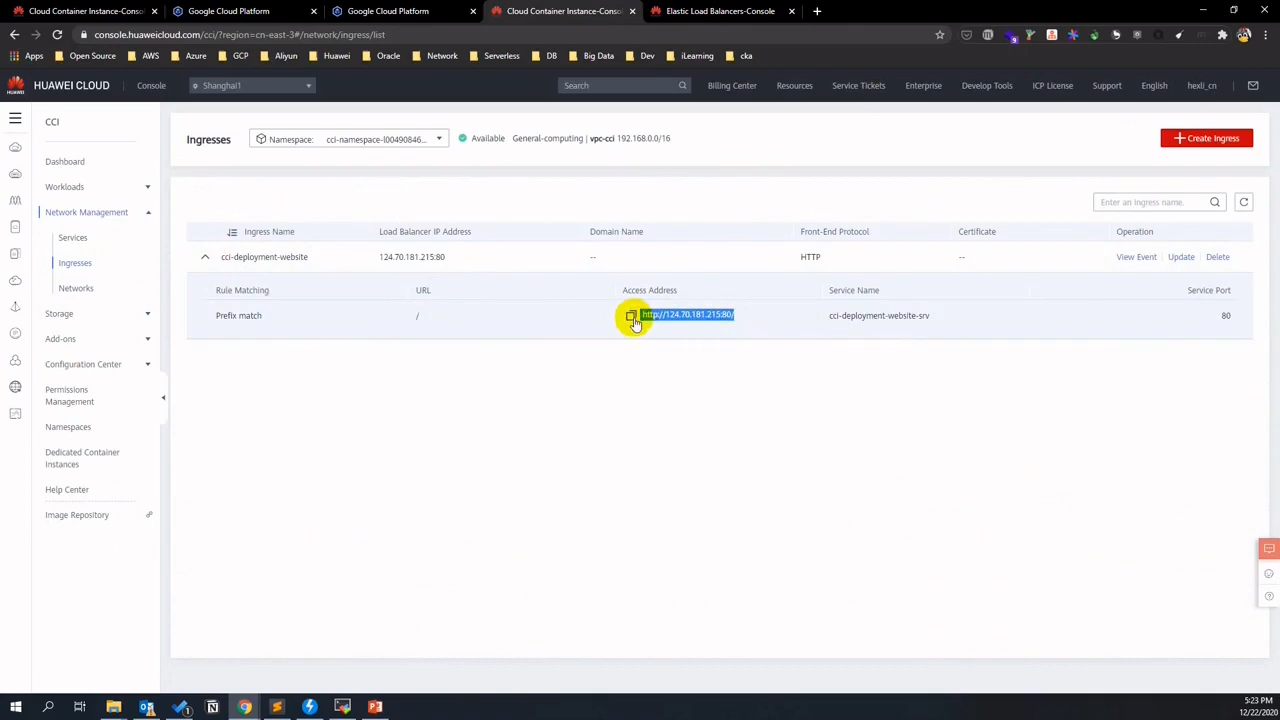 Cloud Container Instance-Conso
Google Cloud Platform
Google Cloud Platform
Cloud Container Instance-Conso
Elastic Load Balancers-Console
console.huaweicloud.com/cci/?region=cn-east-3#/network/ingress/list
Apps
Open Source
AWS
Azure
GCP
Aliyun
Huawei
Oracle
Network
Serverless
DB
Big Data
Dev
iLearning
cka
HUAWEI CLOUD
Console
Shanghai1
Search
Billing Center
Resources
Service Tickets
Enterprise
Develop Tools
ICP License
Support
English
hexli_cn
CCI
Dashboard
Workloads
Network Management
Services
Ingresses
Networks
Storage
Add-ons
Configuration Center
Permissions
Management
Namespaces
Dedicated Container
Instances
Help Center
Image Repository
Ingresses
Namespace: cci-namespace-l00490846...
Available
General-computing | vpc-cci 192.168.0.0/16
Create Ingress
Enter an Ingress name.
Ingress Name
Load Balancer IP Address
Domain Name
Front-End Protocol
Certificate
Operation
cci-deployment-website
124.70.181.215:80
--
HTTP
--
View Event
Update
Delete
Rule Matching
URL
Access Address
Service Name
Service Port
Prefix match
/
http://124.70.181.215:80/
cci-deployment-website-srv
80
5:23 PM
12/22/2020